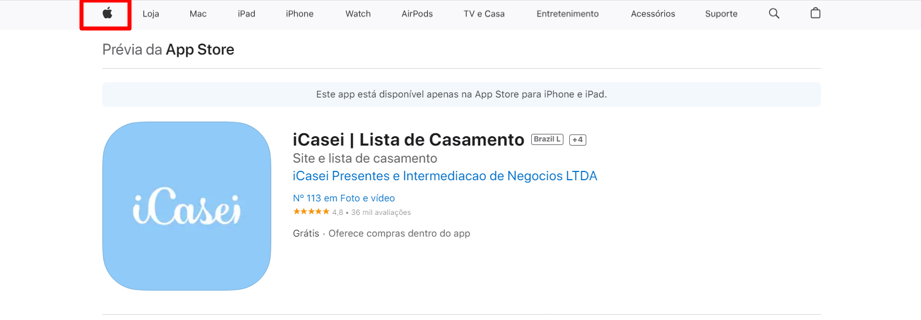 Loja Mac iPad iPhone Watch AirPods TV e Casa Entretenimento Acessórios Suporte
Prévia da App Store
Este app está disponível apenas na App Store para iPhone e iPad.
iCasei
iCasei | Lista de Casamento Brazil L +4
Site e lista de casamento
iCasei Presentes e Intermediacao de Negocios LTDA
Nº 113 em Foto e vídeo
★★★★★ 4,8 • 36 mil avaliações
Grátis · Oferece compras dentro do app